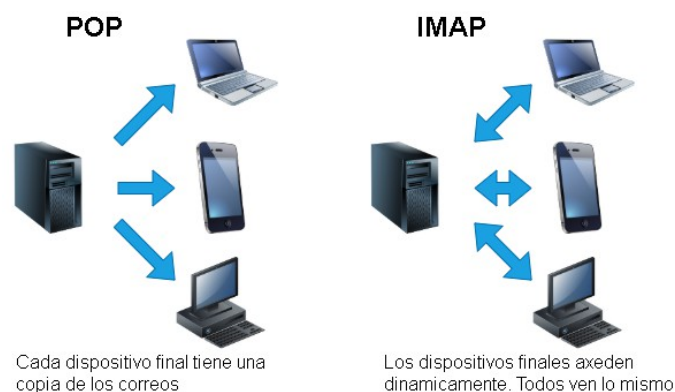 POP
IMAP
Cada dispositivo final tiene una
copia de los correos
Los dispositivos finales axeden
dinamicamente. Todos ven lo mismo